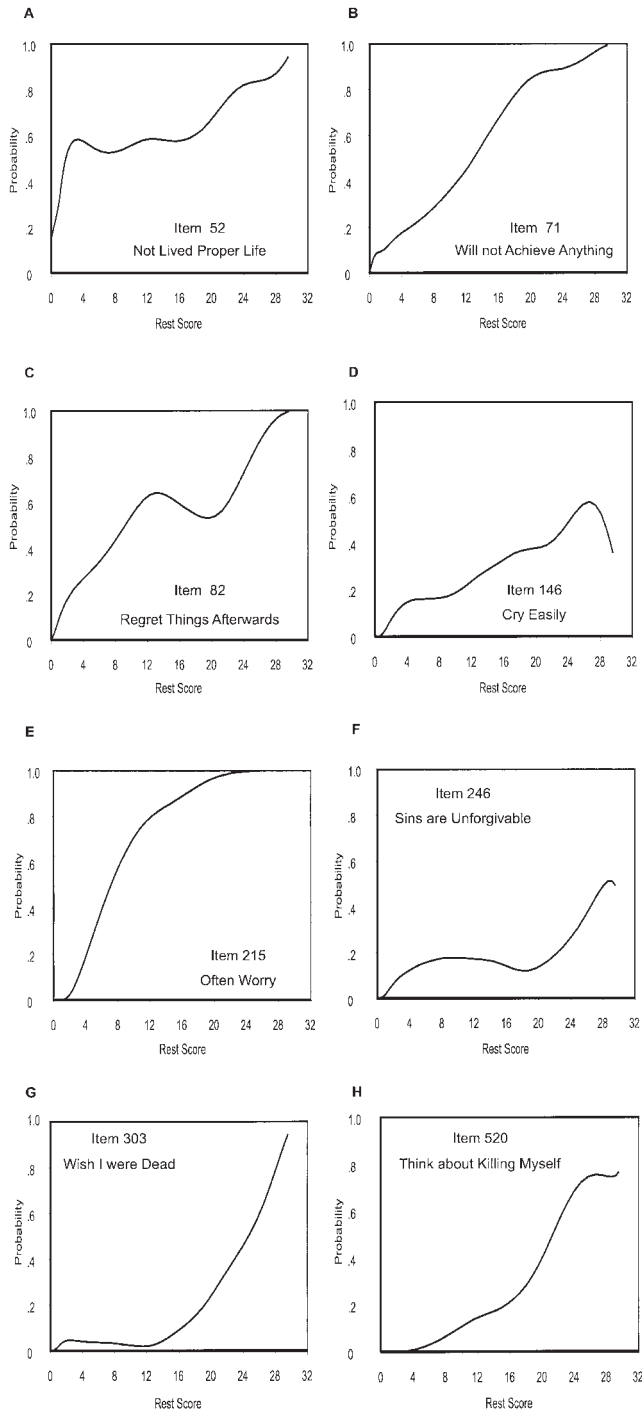 A
1.0
.8
.6
.4
.2
0
Probability
Item 52
Not Lived Proper Life
0 4 8 12 16 20 24 28 32
Rest Score
B
1.0
.8
.6
.4
.2
0
Probability
Item 71
Will not Achieve Anything
0 4 8 12 16 20 24 28 32
Rest Score
C
1.0
.8
.6
.4
.2
0
Probability
Item 82
Regret Things Afterwards
0 4 8 12 16 20 24 28 32
Rest Score
D
1.0
.8
.6
.4
.2
0
Probability
Item 146
Cry Easily
0 4 8 12 16 20 24 28 32
Rest Score
E
1.0
.8
.6
.4
.2
0
Probability
Item 215
Often Worry
0 4 8 12 16 20 24 28 32
Rest Score
F
1.0
.8
.6
.4
.2
0
Probability
Item 246
Sins are Unforgivable
0 4 8 12 16 20 24 28 32
Rest Score
G
1.0
.8
.6
.4
.2
0
Probability
Item 303
Wish I were Dead
0 4 8 12 16 20 24 28 32
Rest Score
H
1.0
.8
.6
.4
.2
0
Probability
Item 520
Think about Killing Myself
0 4 8 12 16 20 24 28 32
Rest Score